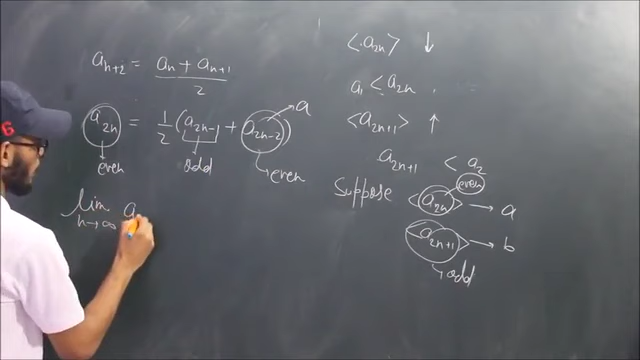 a_{n+2} = \frac{a_n + a_{n+1}}{2}
a_{2n} = \frac{1}{2}(a_{2n-1} + a_{2n-2}) → a
even odd even
lim_{n→∞} a
<a_{2n}> ↓
a_1 < a_{2n}
<a_{2n+1}> ↑
a_{2n+1} < a_2
even
Suppose <a_{2n}> → a
<a_{2n+1}> → b
odd
G